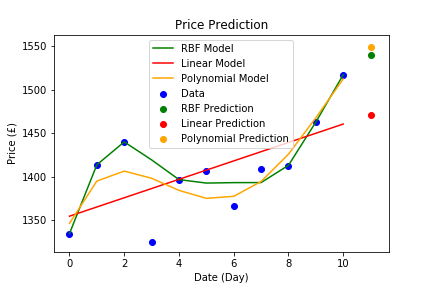 Price Prediction
Price (£)
1550
1500
1450
1400
1350
RBF Model
Linear Model
Polynomial Model
Data
RBF Prediction
Linear Prediction
Polynomial Prediction
0 2 4 6 8 10
Date (Day)